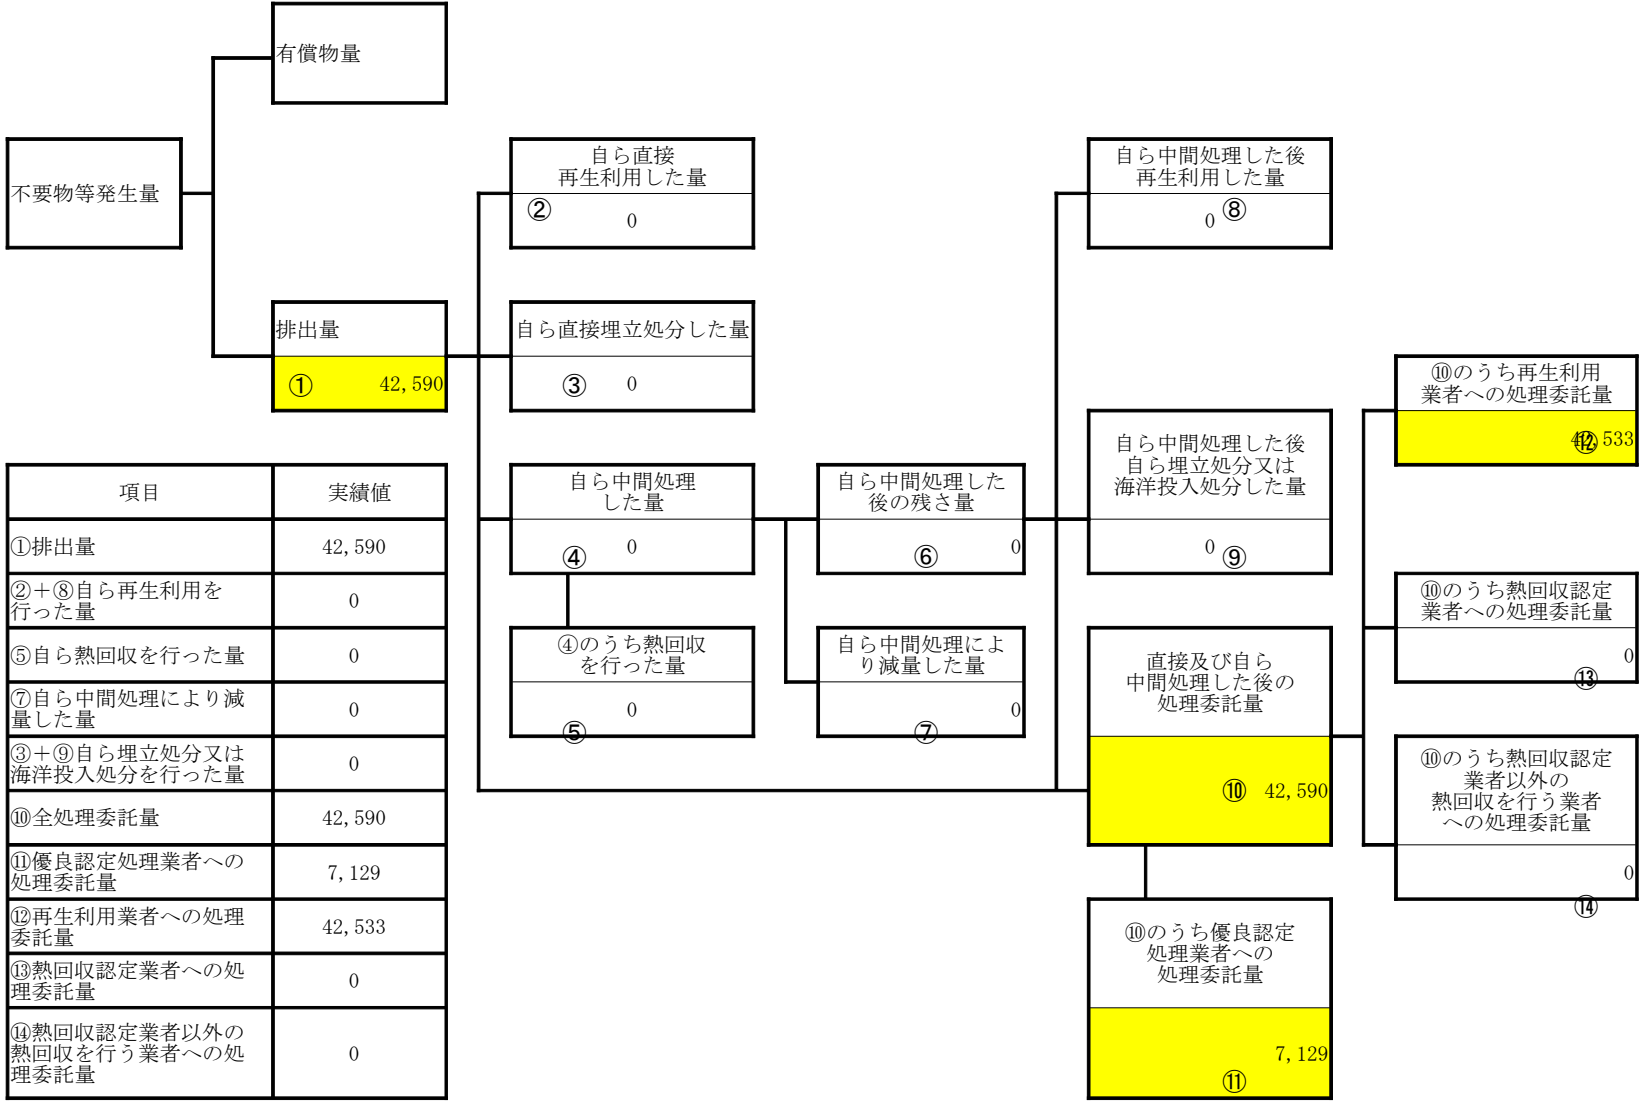 有償物量
不要物等発生量
排出量
① 42,590
自ら直接
再生利用した量
② 0
自ら直接埋立処分した量
③ 0
自ら中間処理
した量
④ 0
④のうち熱回収
を行った量
⑤ 0
自ら中間処理した
後の残さ量
⑥ 0
自ら中間処理によ
り減量した量
⑦ 0
自ら中間処理した後
再生利用した量
0 ⑧
自ら中間処理した後
自ら埋立処分又は
海洋投入処分した量
0 ⑨
直接及び自ら
中間処理した後の
処理委託量
⑩ 42,590
⑩のうち優良認定
処理業者への
処理委託量
7,129
⑪
⑩のうち再生利用
業者への処理委託量
⑫ 42,533
⑩のうち熱回収認定
業者への処理委託量
0
⑬
⑩のうち熱回収認定
業者以外の
熱回収を行う業者
への処理委託量
0
⑭
項目 実績値
①排出量 42,590
②＋⑧自ら再生利用を
行った量 0
⑤自ら熱回収を行った量 0
⑦自ら中間処理により減
量した量 0
③＋⑨自ら埋立処分又は
海洋投入処分を行った量 0
⑩全処理委託量 42,590
⑪優良認定処理業者への
処理委託量 7,129
⑫再生利用業者への処理
委託量 42,533
⑬熱回収認定業者への処
理委託量 0
⑭熱回収認定業者以外の
熱回収を行う業者への処
理委託量 0